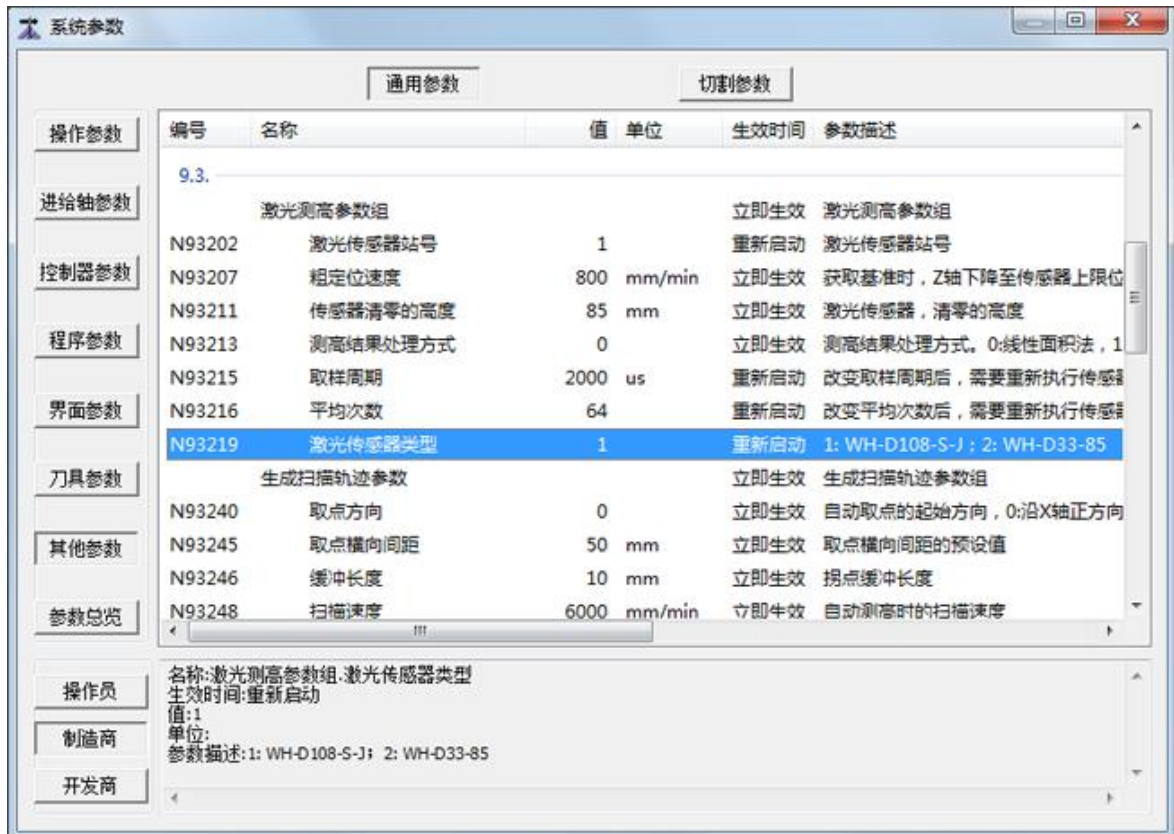 系统参数
通用参数 切割参数
操作参数
进给轴参数
控制器参数
程序参数
界面参数
刀具参数
其他参数
参数总览
编号 名称 值 单位 生效时间 参数描述
9.3.
激光测高参数组 立即生效 激光测高参数组
N93202 激光传感器站号 1 重新启动 激光传感器站号
N93207 粗定位速度 800 mm/min 立即生效 获取基准时，Z轴下降至传感器上限位
N93211 传感器清零的高度 85 mm 立即生效 激光传感器，清零的高度
N93213 测高结果处理方式 0 立即生效 测高结果处理方式。0:线性面积法，1
N93215 取样周期 2000 us 重新启动 改变取样周期后，需要重新执行传感器
N93216 平均次数 64 重新启动 改变平均次数后，需要重新执行传感器
N93219 激光传感器类型 1 重新启动 1: WH-D108-S-J；2: WH-D33-85
生成扫描轨迹参数 立即生效 生成扫描轨迹参数组
N93240 取点方向 0 立即生效 自动取点的起始方向，0:沿X轴正方向
N93245 取点横向间距 50 mm 立即生效 取点横向间距的预设值
N93246 缓冲长度 10 mm 立即生效 拐点缓冲长度
N93248 扫描速度 6000 mm/min 立即生效 自动测高时的扫描速度
操作员
制造商
开发商
名称:激光测高参数组.激光传感器类型
生效时间:重新启动
值:1
单位:
参数描述:1: WH-D108-S-J；2: WH-D33-85